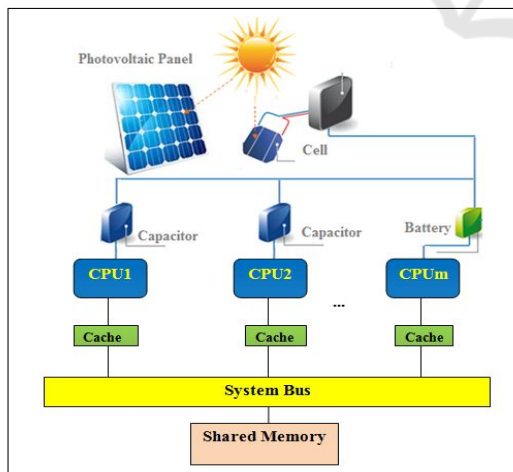 Photovoltaic Panel
Cell
Capacitor
Capacitor
Battery
CPU1
CPU2
CPUm
...
Cache
Cache
Cache
System Bus
Shared Memory